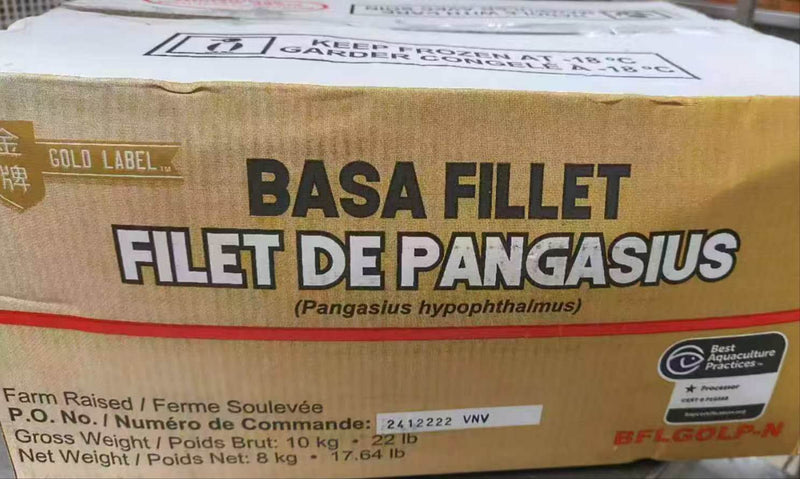 KEEP FROZEN AT -18 °C
GARDER CONGELÉ À -18 °C
金牌
GOLD LABEL TM
BASA FILLET
FILET DE PANGASIUS
(Pangasius hypophthalmus)
Best
Aquaculture
Practices
Processor
Farm Raised / Ferme Soulevée
P.O. No. / Numéro de Commande: 2412222 VNV
Gross Weight / Poids Brut: 10 kg • 22 lb
Net Weight / Poids Net: 8 kg • 17.64 lb
BFLGOLP-N